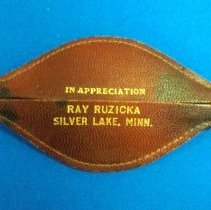 IN APPRECIATION
RAY RUZICKA
SILVER LAKE, MINN.